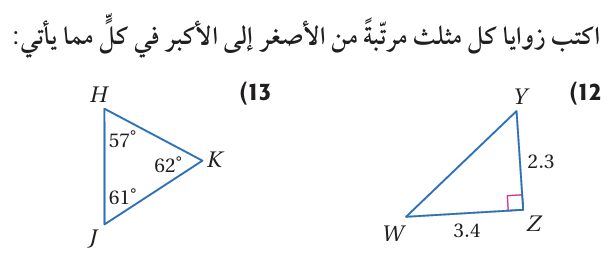 اكتب زوايا كل مثلث مرتّبةً من الأصغر إلى الأكبر في كلٍّ مما يأتي:
(12
Y
2.3
Z
3.4
W
(13
H
57°
62°
K
61°
J